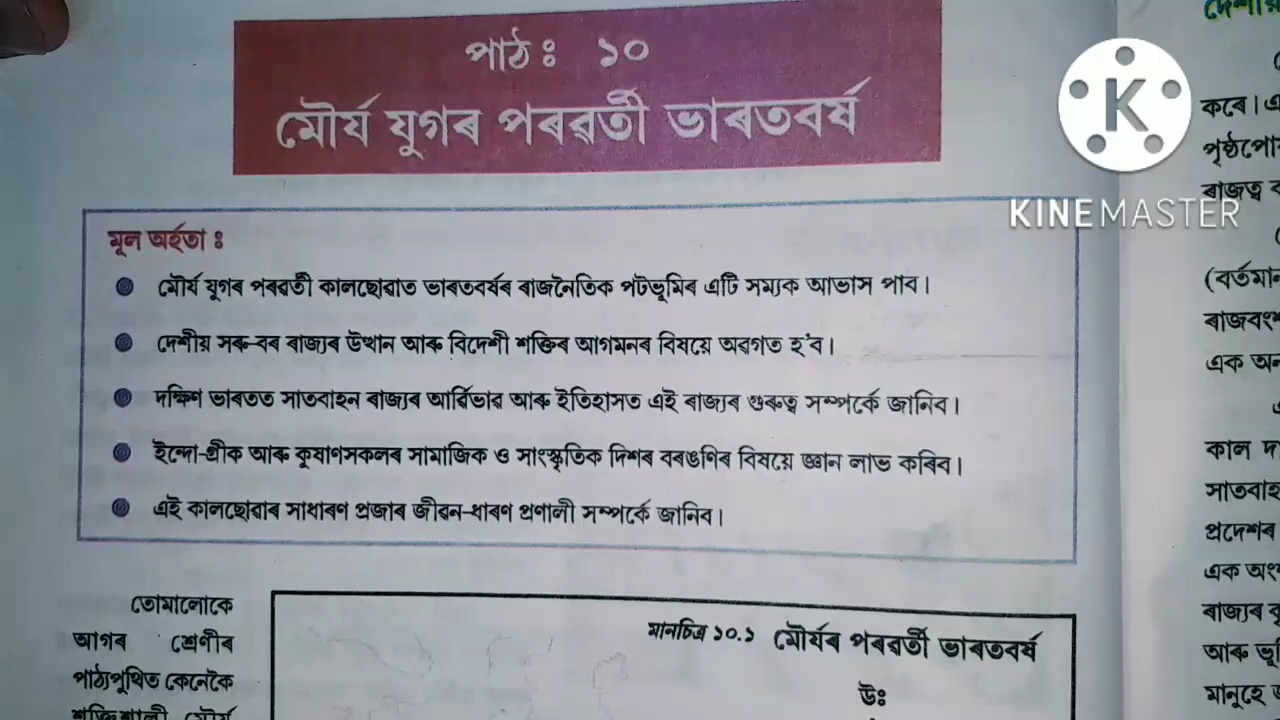 পাঠ ঃ ১০
মৌৰ্য যুগৰ পৰৱৰ্তী ভাৰতবৰ্ষ
মূল অৰ্হতা ঃ
মৌৰ্য যুগৰ পৰৱৰ্তী কালছোৱাত ভাৰতবৰ্ষৰ ৰাজনৈতিক পটভূমিৰ এটি সম্যক আভাস পাব।
দেশীয় সৰু-বৰ ৰাজ্যৰ উত্থান আৰু বিদেশী শক্তিৰ আগমনৰ বিষয়ে অৱগত হ'ব।
দক্ষিণ ভাৰতত সাতবাহন ৰাজ্যৰ আৰ্বিভাৱ আৰু ইতিহাসত এই ৰাজ্যৰ গুৰুত্ব সম্পৰ্কে জানিব।
ইন্দো-গ্ৰীক আৰু কুষাণসকলৰ সামাজিক ও সাংস্কৃতিক দিশৰ বৰঙণিৰ বিষয়ে জ্ঞান লাভ কৰিব।
এই কালছোৱাৰ সাধাৰণ প্ৰজাৰ জীৱন-ধাৰণ প্ৰণালী সম্পৰ্কে জানিব।
তোমালোকে
আগৰ শ্ৰেণীৰ
পাঠ্যপুথিত কেনেকৈ
শক্তিশালী মৌৰ্য
মানচিত্ৰ ১০.১ মৌৰ্যৰ পৰৱৰ্তী ভাৰতবৰ্ষ
উঃ
দেশীয়
কৰে। এ
পৃষ্ঠপো
ৰাজত্ব
(বৰ্তমান
ৰাজবংশ
এক অন
কাল দ
সাতবাহ
প্ৰদেশৰ
এক অংশ
ৰাজ্যৰ
আৰু ভূ
মানুহে
K
KINEMASTER